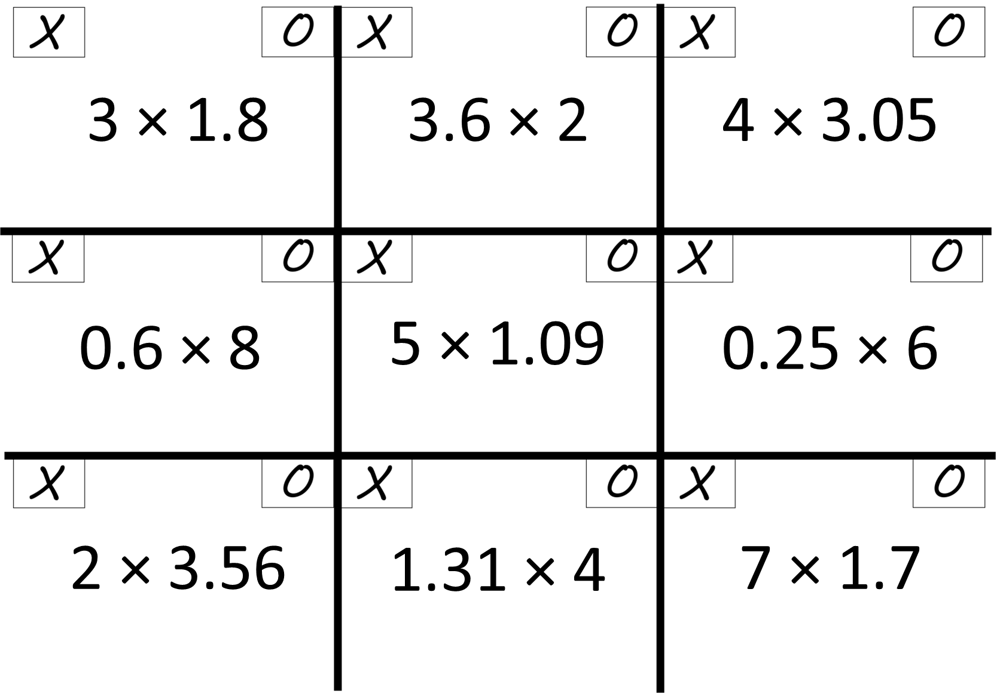 X O X O X O
3 × 1.8 3.6 × 2 4 × 3.05
X O X O X O
0.6 × 8 5 × 1.09 0.25 × 6
X O X O X O
2 × 3.56 1.31 × 4 7 × 1.7